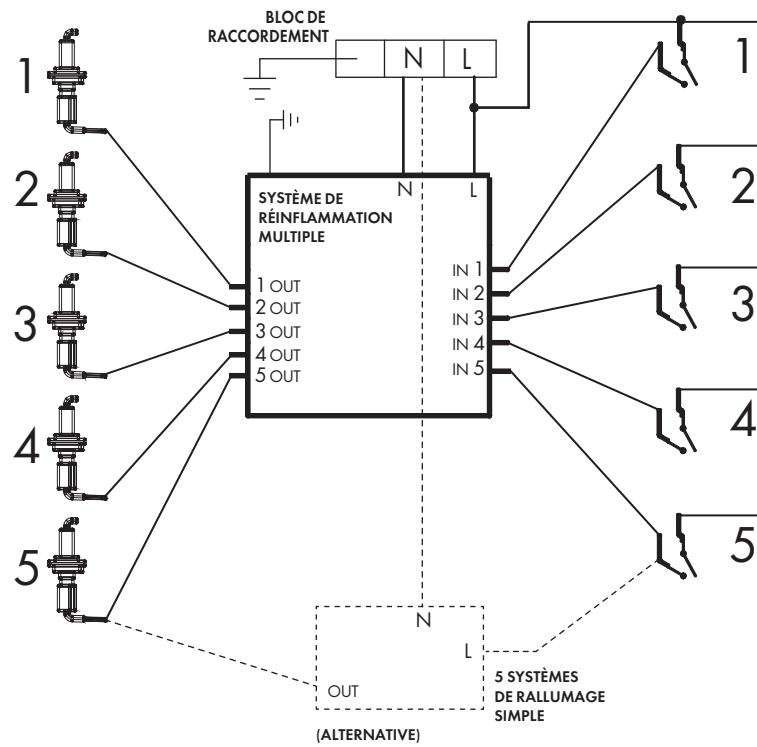 BLOC DE
RACCORDEMENT
N
L
1
2
3
4
5
1
2
3
4
5
N
L
SYSTÈME DE
RÉINFLAMMATION
MULTIPLE
1 OUT
2 OUT
3 OUT
4 OUT
5 OUT
IN 1
IN 2
IN 3
IN 4
IN 5
N
L
OUT
5 SYSTÈMES
DE RALLUMAGE
SIMPLE
(ALTERNATIVE)